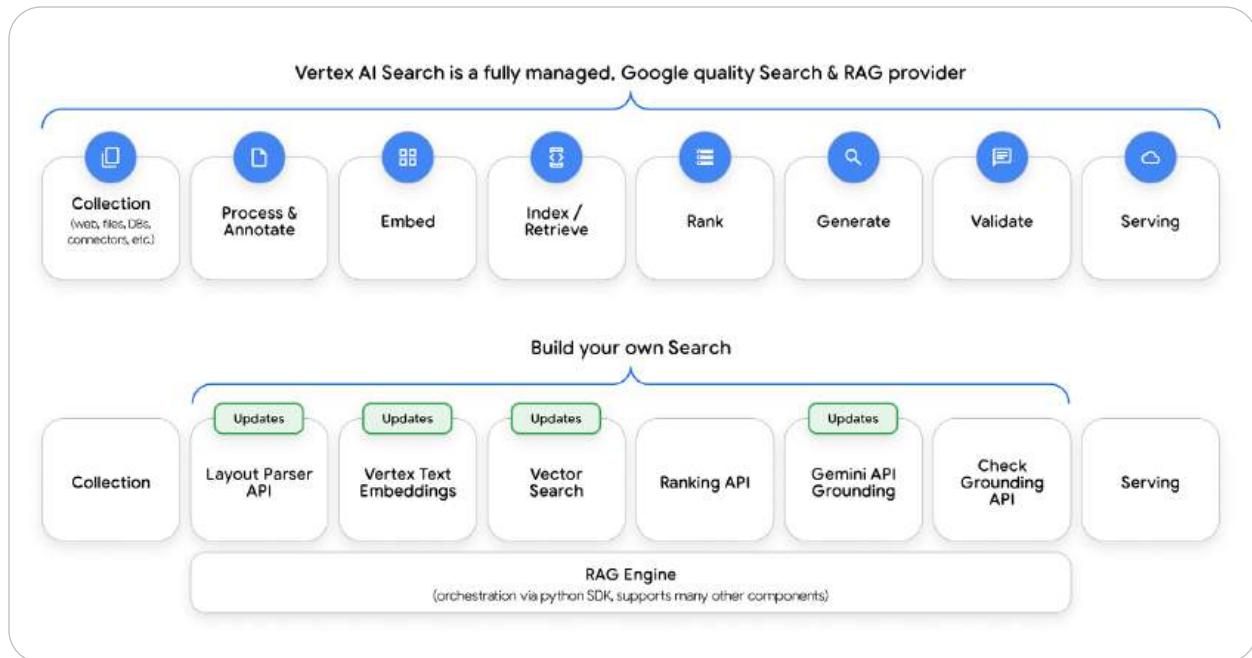 Vertex AI Search is a fully managed, Google quality Search & RAG provider
Collection
(web, files, DBs,
connectors, etc.)
Process &
Annotate
Embed
Index /
Retrieve
Rank
Generate
Validate
Serving
Build your own Search
Updates
Updates
Updates
Updates
Collection
Layout Parser
API
Vertex Text
Embeddings
Vector
Search
Ranking API
Gemini API
Grounding
Check
Grounding
API
Serving
RAG Engine
(orchestration via python SDK, supports many other components)